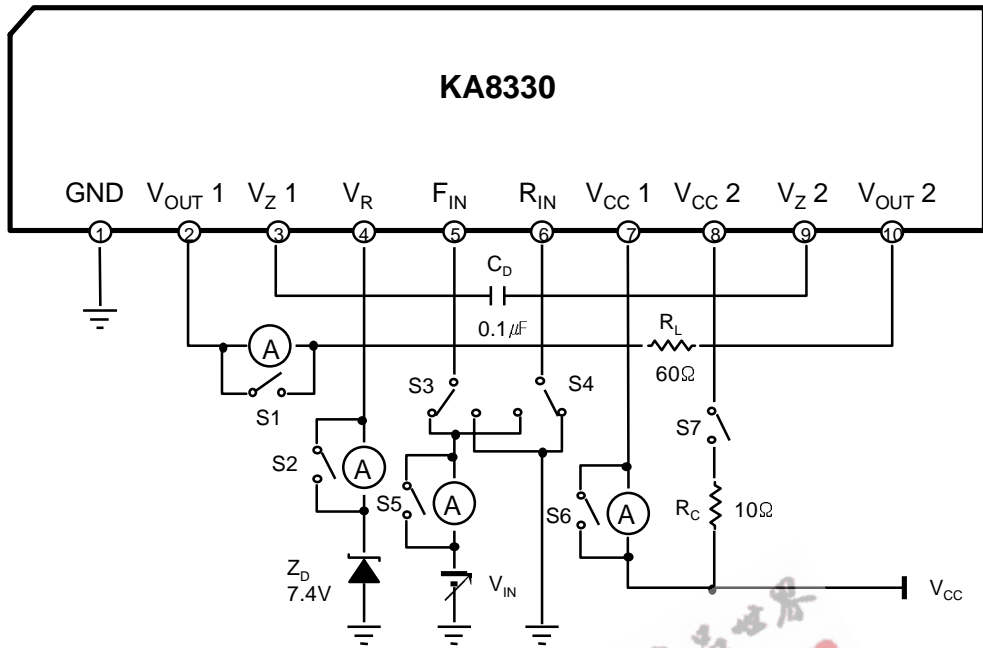 KA8330
GND
V_OUT 1
V_Z 1
V_R
F_IN
R_IN
V_CC 1
V_CC 2
V_Z 2
V_OUT 2
1
2
3
4
5
6
7
8
9
10
C_D
0.1μF
R_L
60Ω
A
S1
S3
S4
S2
A
S5
A
S6
A
S7
R_C
10Ω
Z_D
7.4V
V_IN
V_CC